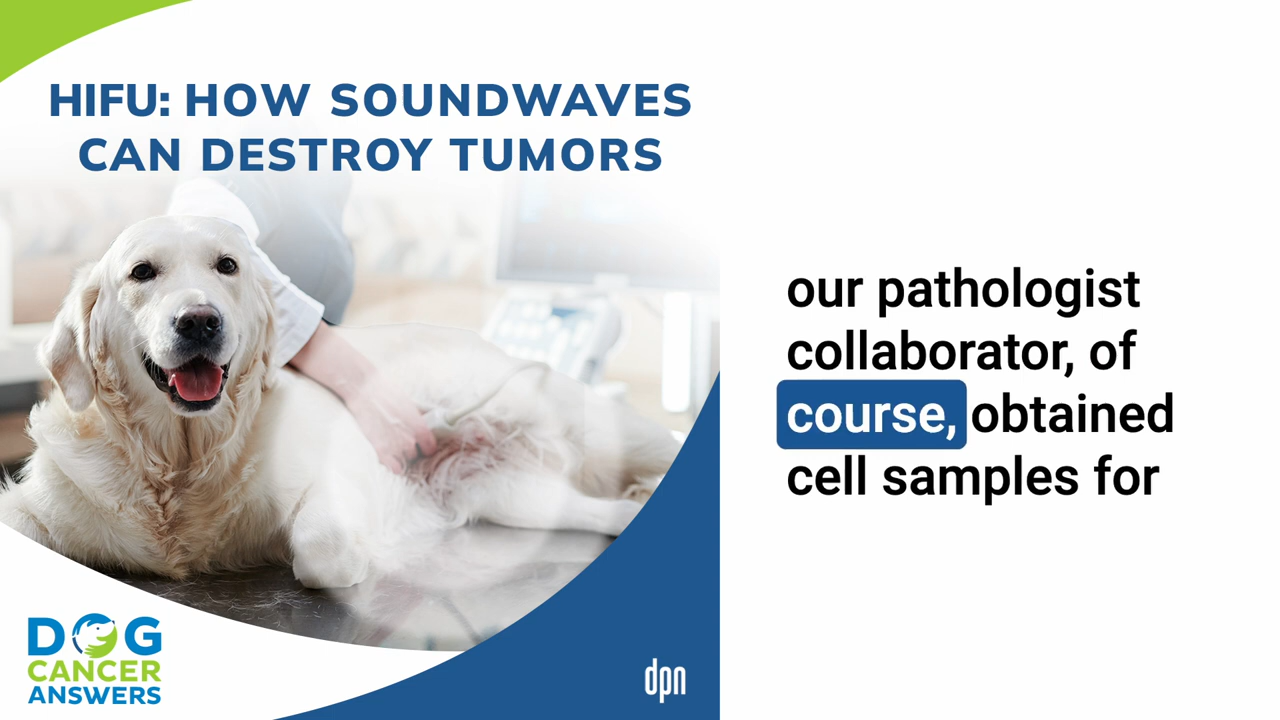 HIFU: HOW SOUNDWAVES
CAN DESTROY TUMORS
our pathologist
collaborator, of
course, obtained
cell samples for
DOG
CANCER
ANSWERS
dpn